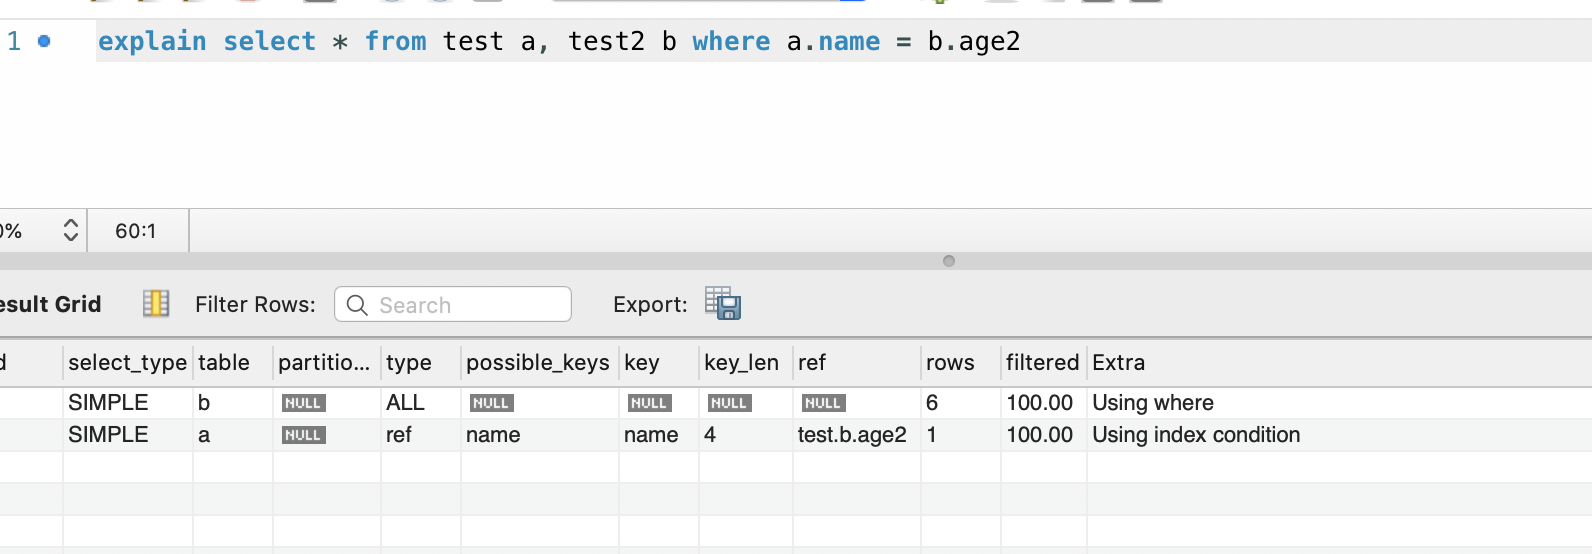 1 explain select * from test a, test2 b where a.name = b.age2
0% 60:1
esult Grid Filter Rows: Search Export:
d select_type table partitio... type possible_keys key key_len ref rows filtered Extra
SIMPLE b NULL ALL NULL NULL NULL NULL 6 100.00 Using where
SIMPLE a NULL ref name name 4 test.b.age2 1 100.00 Using index condition